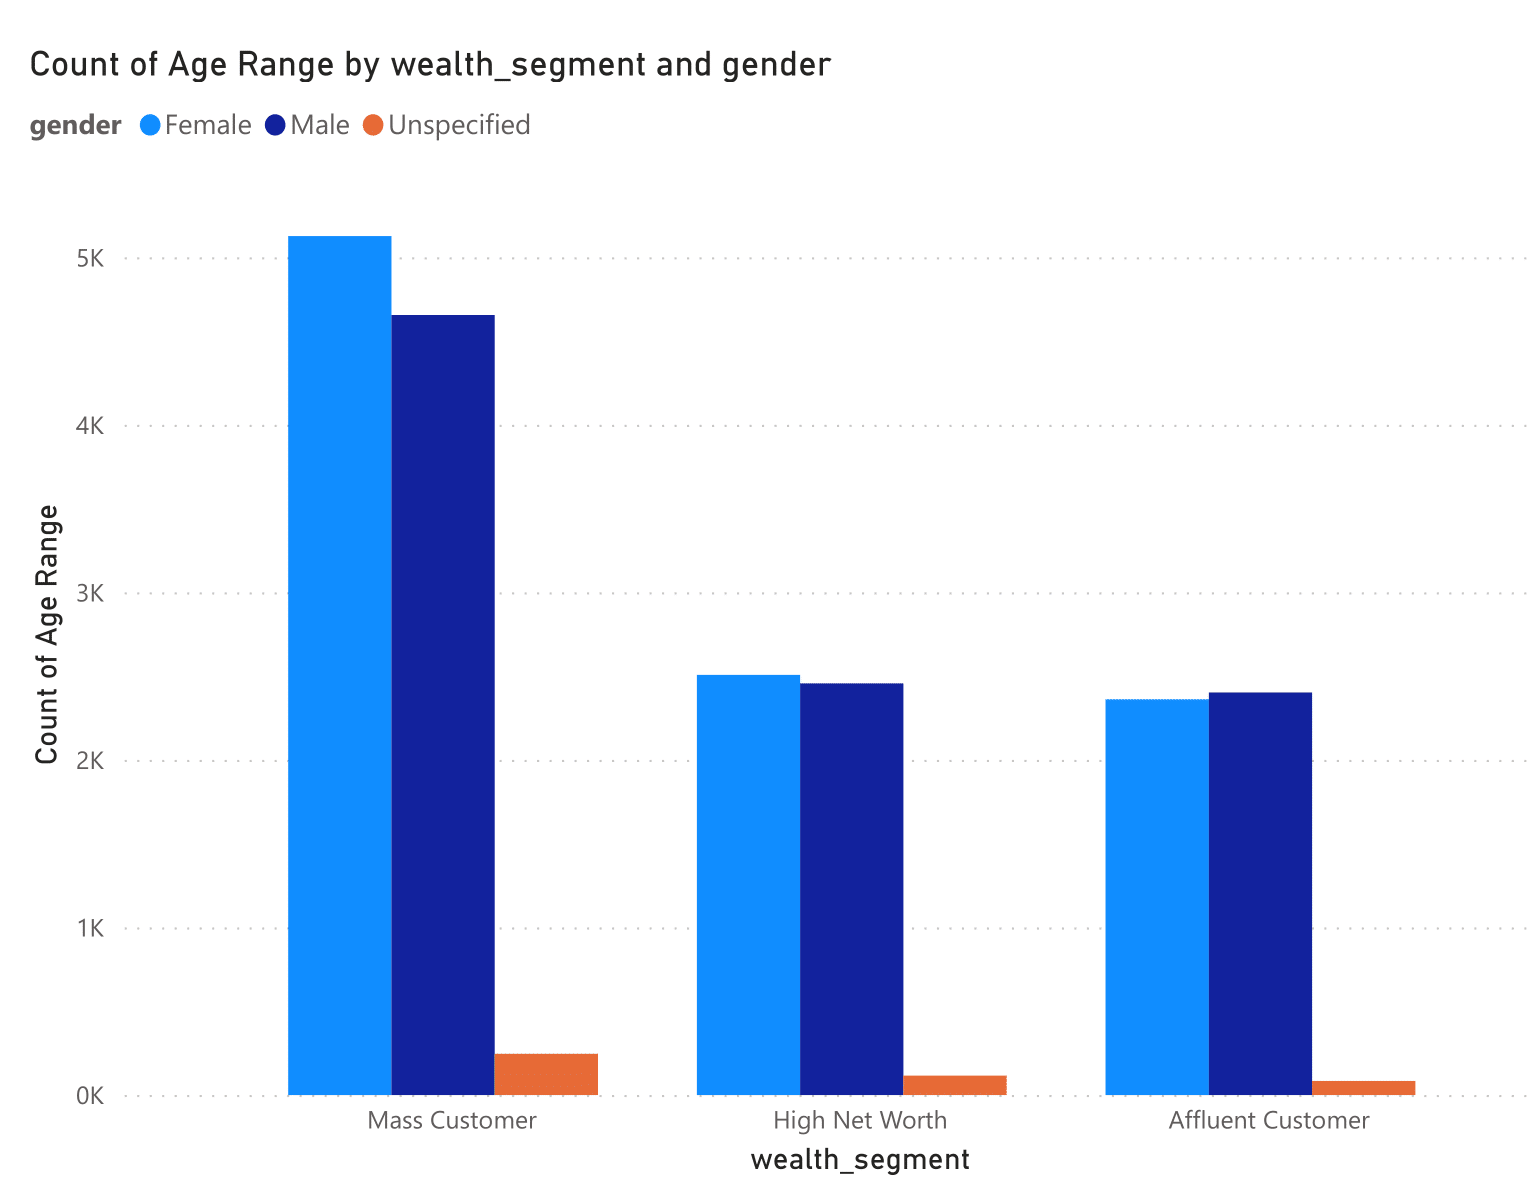 Count of Age Range by wealth_segment and gender
gender Female Male Unspecified
5K
4K
3K
2K
1K
0K
Count of Age Range
Mass Customer High Net Worth Affluent Customer
wealth_segment